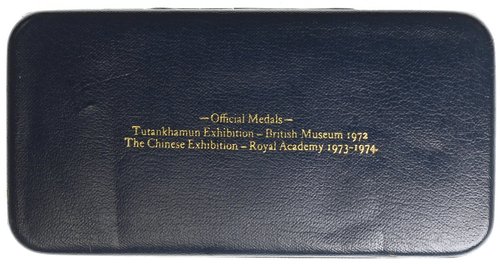 —Official Medals—
Tutankhamun Exhibition – British Museum 1972
The Chinese Exhibition – Royal Academy 1973-1974.